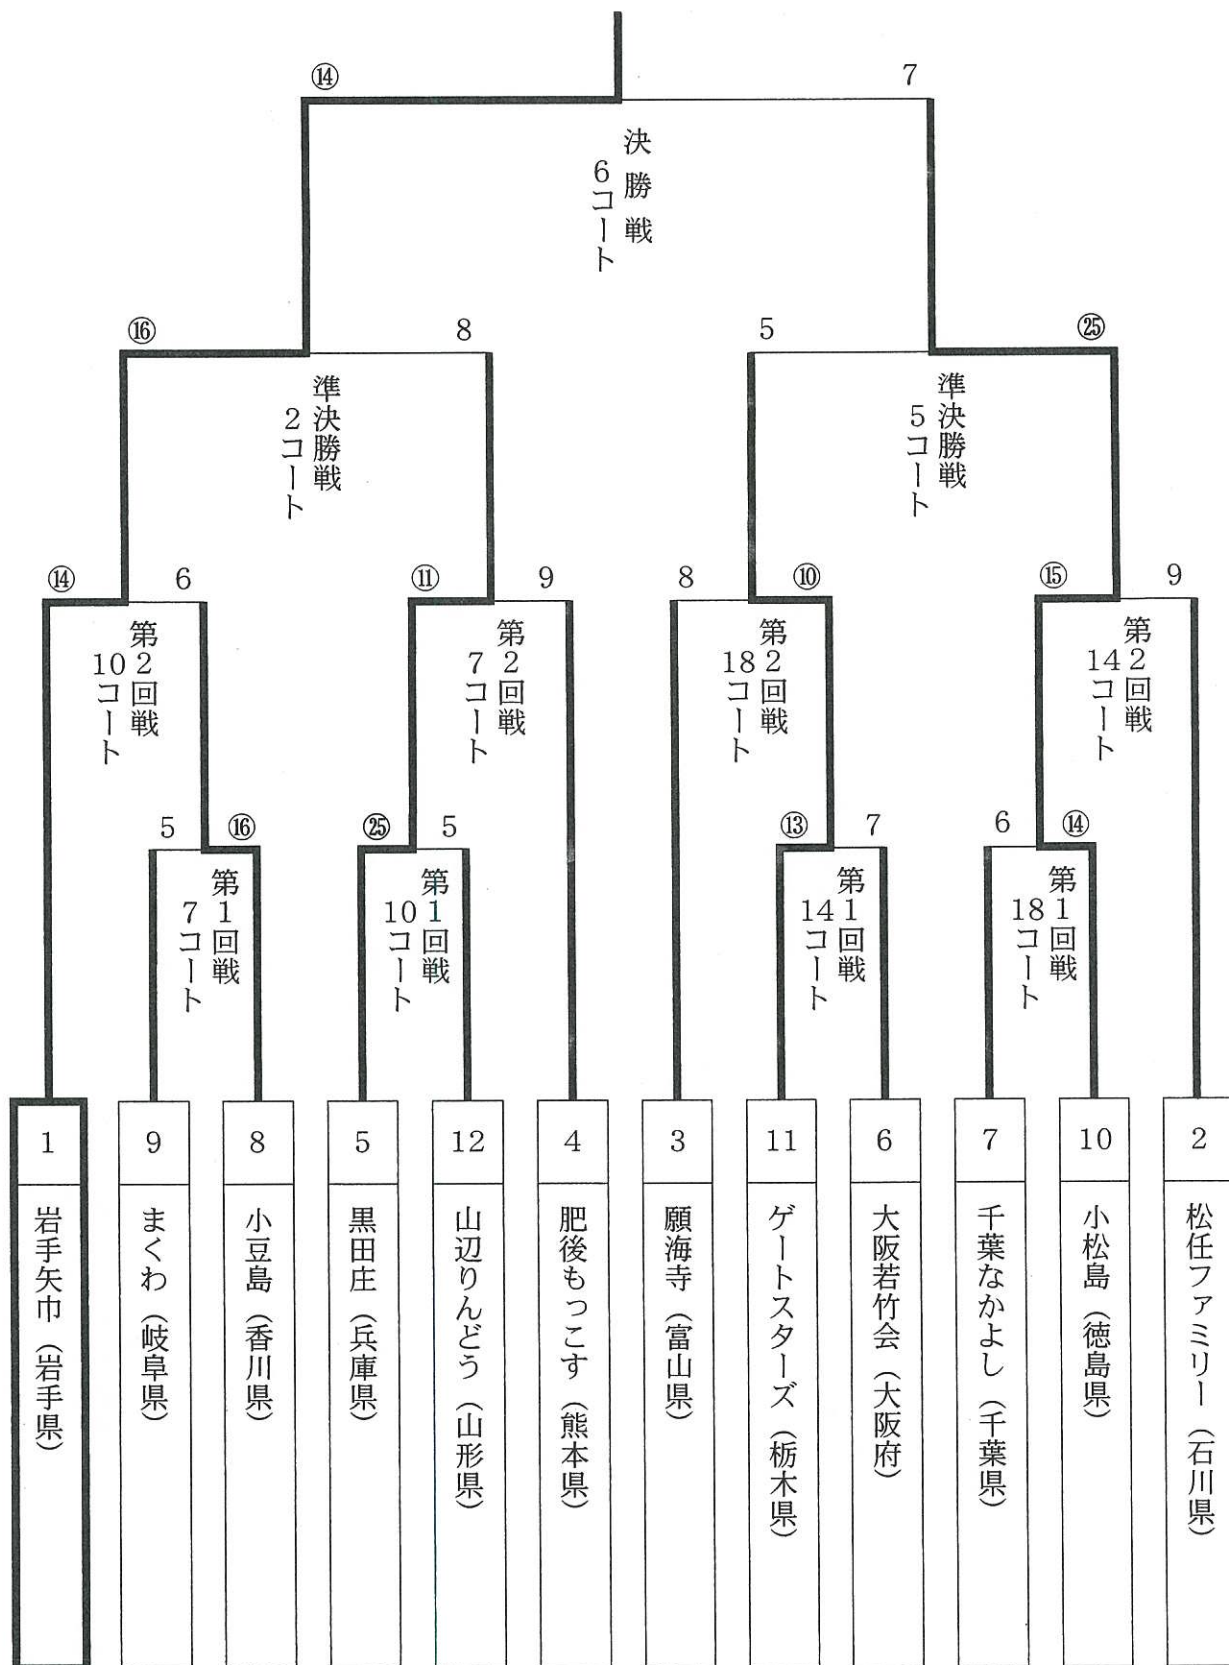 ⑭
7
決勝戦
6コート
⑯
8
5
㉕
準決勝戦
2コート
準決勝戦
5コート
⑭
6
⑪
9
8
⑩
⑮
9
第2回戦
10コート
第2回戦
7コート
第2回戦
18コート
第2回戦
14コート
5
⑯
㉕
5
⑬
7
6
⑭
第1回戦
7コート
第1回戦
10コート
第1回戦
14コート
第1回戦
18コート
1
岩手矢巾（岩手県）
9
まくわ（岐阜県）
8
小豆島（香川県）
5
黒田庄（兵庫県）
12
山辺りんどう（山形県）
4
肥後もっこす（熊本県）
3
願海寺（富山県）
11
ゲートスターズ（栃木県）
6
大阪若竹会（大阪府）
7
千葉なかよし（千葉県）
10
小松島（徳島県）
2
松任ファミリー（石川県）